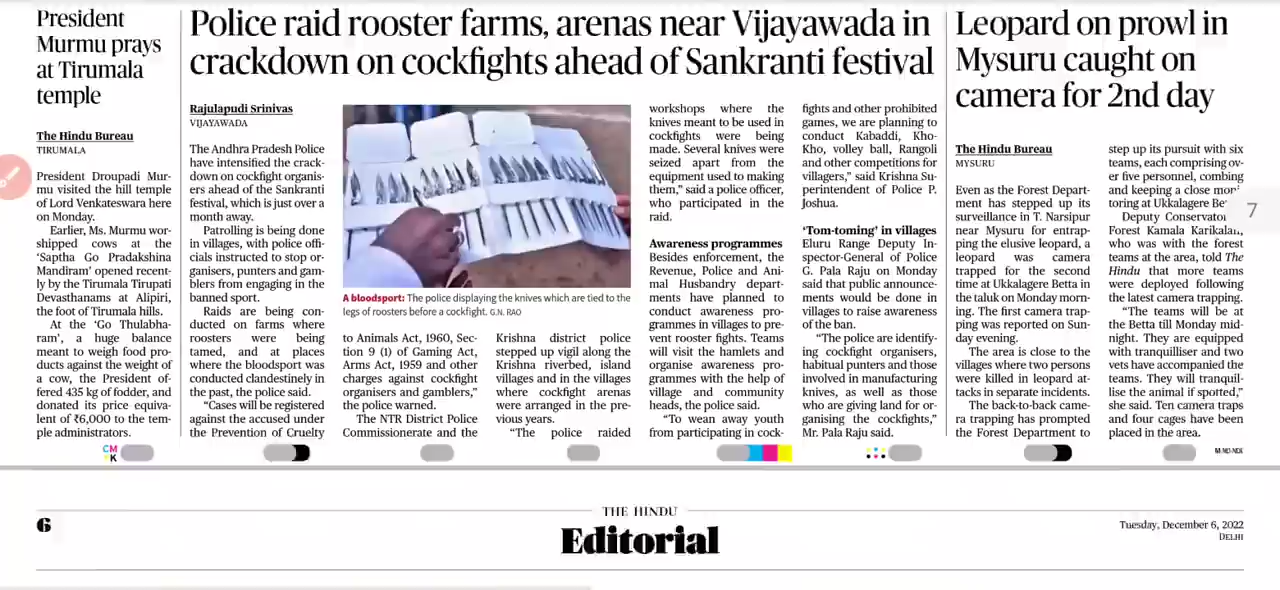 President
Murmu prays
at Tirumala
temple
The Hindu Bureau
TIRUMALA
President Droupadi Mur-
mu visited the hill temple
of Lord Venkateswara here
on Monday.
Earlier, Ms. Murmu wor-
shipped cows at the
‘Saptha Go Pradakshina
Mandiram’ opened recent-
ly by the Tirumala Tirupati
Devasthanams at Alipiri,
the foot of Tirumala hills.
At the ‘Go Thulabha-
ram’, a huge balance
meant to weigh food pro-
ducts against the weight of
a cow, the President of-
fered 435 kg of fodder, and
donated its price equiva-
lent of ₹6,000 to the tem-
ple administrators.
Police raid rooster farms, arenas near Vijayawada in
crackdown on cockfights ahead of Sankranti festival
Rajulapudi Srinivas
VIJAYAWADA
The Andhra Pradesh Police
have intensified the crack-
down on cockfight organis-
ers ahead of the Sankranti
festival, which is just over a
month away.
Patrolling is being done
in villages, with police offi-
cials instructed to stop or-
ganisers, punters and gam-
blers from engaging in the
banned sport.
Raids are being con-
ducted on farms where
roosters were being
tamed, and at places
where the bloodsport was
conducted clandestinely in
the past, the police said.
“Cases will be registered
against the accused under
the Prevention of Cruelty
A bloodsport: The police displaying the knives which are tied to the
legs of roosters before a cockfight. G.N. RAO
to Animals Act, 1960, Sec-
tion 9 (1) of Gaming Act,
Arms Act, 1959 and other
charges against cockfight
organisers and gamblers,”
the police warned.
The NTR District Police
Commissionerate and the
Krishna district police
stepped up vigil along the
Krishna riverbed, island
villages and in the villages
where cockfight arenas
were arranged in the pre-
vious years.
“The police raided
workshops where the
knives meant to be used in
cockfights were being
made. Several knives were
seized apart from the
equipment used to making
them,” said a police officer,
who participated in the
raid.
Awareness programmes
Besides enforcement, the
Revenue, Police and Ani-
mal Husbandry depart-
ments have planned to
conduct awareness pro-
grammes in villages to pre-
vent rooster fights. Teams
will visit the hamlets and
organise awareness pro-
grammes with the help of
village and community
heads, the police said.
“To wean away youth
from participating in cock-
fights and other prohibited
games, we are planning to
conduct Kabaddi, Kho-
Kho, volley ball, Rangoli
and other competitions for
villagers,” said Krishna Su-
perintendent of Police P.
Joshua.
‘Tom-toming’ in villages
Eluru Range Deputy In-
spector-General of Police
G. Pala Raju on Monday
said that public announce-
ments would be done in
villages to raise awareness
of the ban.
“The police are identify-
ing cockfight organisers,
habitual punters and those
involved in manufacturing
knives, as well as those
who are giving land for or-
ganising the cockfights,”
Mr. Pala Raju said.
Leopard on prowl in
Mysuru caught on
camera for 2nd day
The Hindu Bureau
MYSURU
Even as the Forest Depart-
ment has stepped up its
surveillance in T. Narsipur
near Mysuru for entrap-
ping the elusive leopard, a
leopard was camera
trapped for the second
time at Ukkalagere Betta in
the taluk on Monday morn-
ing. The first camera trap-
ping was reported on Sun-
day evening.
The area is close to the
villages where two persons
were killed in leopard at-
tacks in separate incidents.
The back-to-back came-
ra trapping has prompted
the Forest Department to
step up its pursuit with six
teams, each comprising ov-
er five personnel, combing
and keeping a close moni-
toring at Ukkalagere
Deputy Conservator
Forest Kamala Karikalan,
who was with the forest
teams at the area, told The
Hindu that more teams
were deployed following
the latest camera trapping.
“The teams will be at
the Betta till Monday mid-
night. They are equipped
with tranquiliser and two
vets have accompanied the
teams. They will tranquil-
lise the animal if spotted,”
she said. Ten camera traps
and four cages have been
placed in the area.
7
CM
K
6
THE HINDU
Editorial
Tuesday, December 6, 2022
DELHI